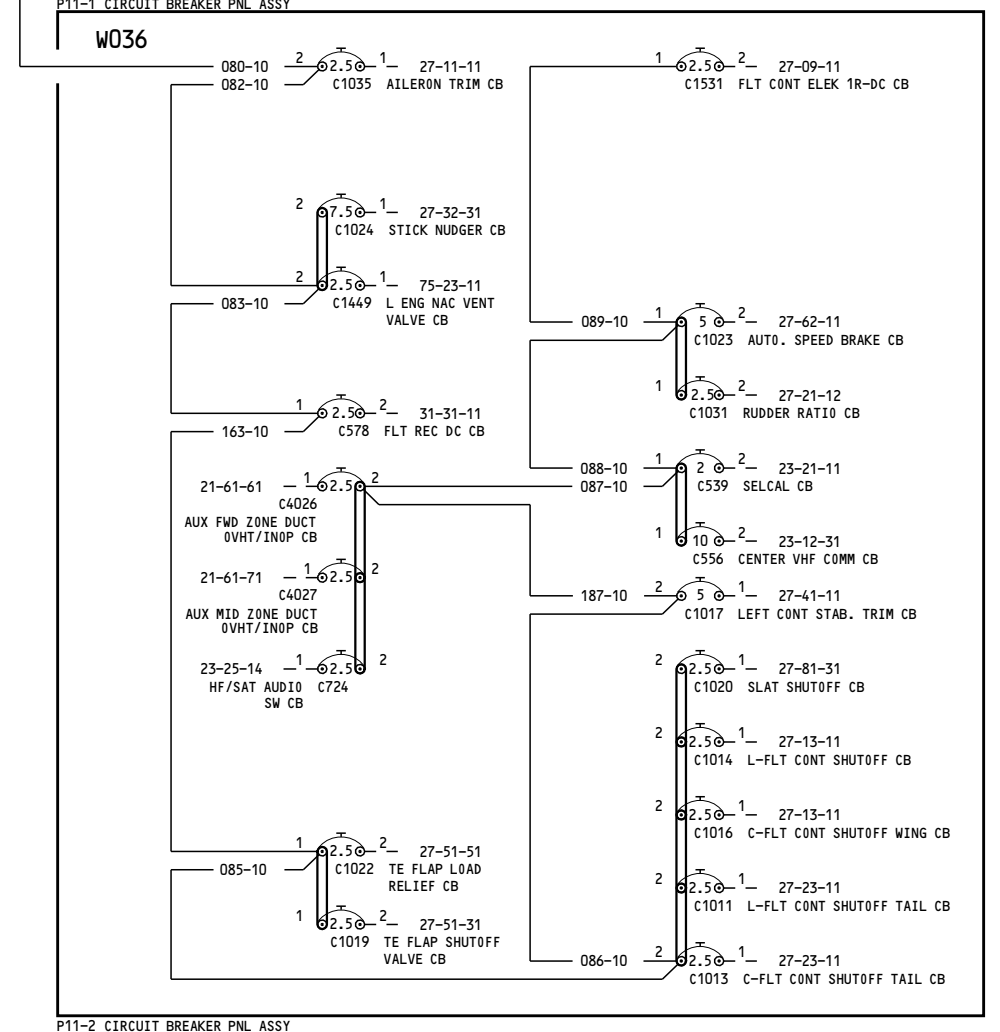 P11-1 CIRCUIT BREAKER PNL ASSY
W036
080-10 2 2.5 1 27-11-11
082-10 C1035 AILERON TRIM CB
1 2.5 2 27-09-11
C1531 FLT CONT ELEK 1R-DC CB
2 7.5 1 27-32-31
C1024 STICK NUDGER CB
2 2.5 1 75-23-11
083-10 C1449 L ENG NAC VENT
VALVE CB
089-10 1 5 2 27-62-11
C1023 AUTO. SPEED BRAKE CB
1 2.5 2 27-21-12
C1031 RUDDER RATIO CB
1 2.5 2 31-31-11
163-10 C578 FLT REC DC CB
088-10 1 2 2 23-21-11
087-10 C539 SELCAL CB
21-61-61 1 2.5 2
C4026
AUX FWD ZONE DUCT
OVHT/INOP CB
1 10 2 23-12-31
C556 CENTER VHF COMM CB
21-61-71 1 2.5 2
C4027
AUX MID ZONE DUCT
OVHT/INOP CB
187-10 2 5 1 27-41-11
C1017 LEFT CONT STAB. TRIM CB
23-25-14 1 2.5 2
HF/SAT AUDIO C724
SW CB
2 2.5 1 27-81-31
C1020 SLAT SHUTOFF CB
2 2.5 1 27-13-11
C1014 L-FLT CONT SHUTOFF CB
2 2.5 1 27-13-11
C1016 C-FLT CONT SHUTOFF WING CB
1 2.5 2 27-51-51
085-10 C1022 TE FLAP LOAD
RELIEF CB
2 2.5 1 27-23-11
C1011 L-FLT CONT SHUTOFF TAIL CB
1 2.5 2 27-51-31
C1019 TE FLAP SHUTOFF
VALVE CB
086-10 2 2.5 1 27-23-11
C1013 C-FLT CONT SHUTOFF TAIL CB
P11-2 CIRCUIT BREAKER PNL ASSY